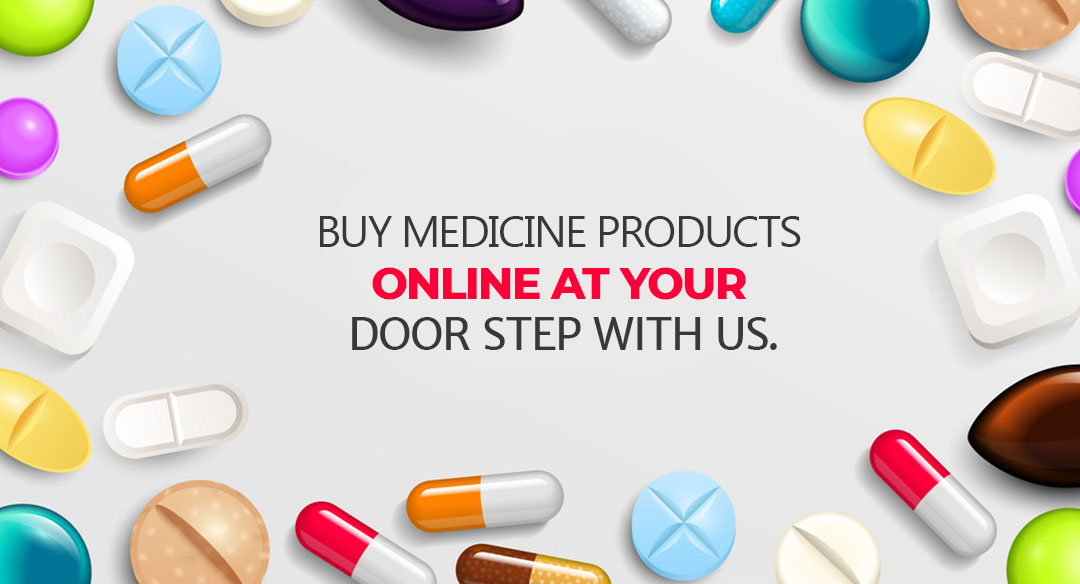 BUY MEDICINE PRODUCTS
ONLINE AT YOUR
DOOR STEP WITH US.